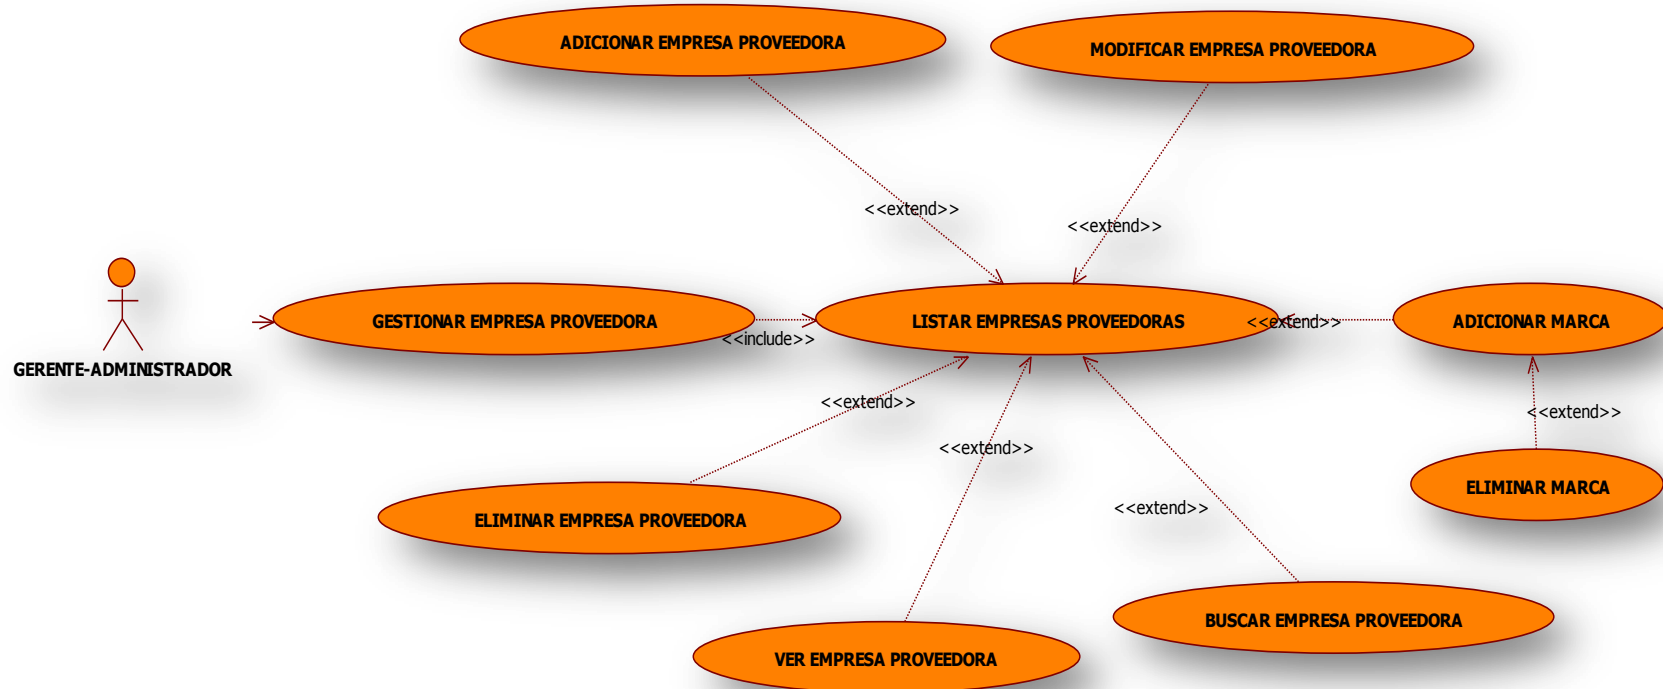 ADICIONAR EMPRESA PROVEEDORA
MODIFICAR EMPRESA PROVEEDORA
<<extend>>
<<extend>>
GESTIONAR EMPRESA PROVEEDORA
LISTAR EMPRESAS PROVEEDORAS
<<extend>>
ADICIONAR MARCA
<<include>>
GERENTE-ADMINISTRADOR
<<extend>>
<<extend>>
<<extend>>
ELIMINAR MARCA
<<extend>>
ELIMINAR EMPRESA PROVEEDORA
BUSCAR EMPRESA PROVEEDORA
VER EMPRESA PROVEEDORA